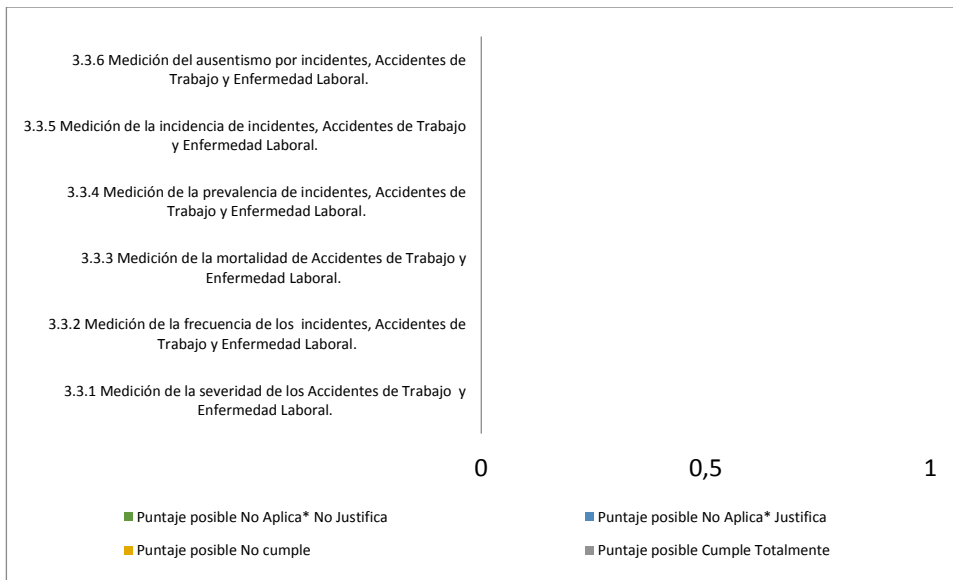 3.3.6 Medición del ausentismo por incidentes, Accidentes de
Trabajo y Enfermedad Laboral.
3.3.5 Medición de la incidencia de incidentes, Accidentes de Trabajo
y Enfermedad Laboral.
3.3.4 Medición de la prevalencia de incidentes, Accidentes de
Trabajo y Enfermedad Laboral.
3.3.3 Medición de la mortalidad de Accidentes de Trabajo y
Enfermedad Laboral.
3.3.2 Medición de la frecuencia de los  incidentes, Accidentes de
Trabajo y Enfermedad Laboral.
3.3.1 Medición de la severidad de los Accidentes de Trabajo  y
Enfermedad Laboral.
0 0,5 1
Puntaje posible No Aplica* No Justifica
Puntaje posible No Aplica* Justifica
Puntaje posible No cumple
Puntaje posible Cumple Totalmente